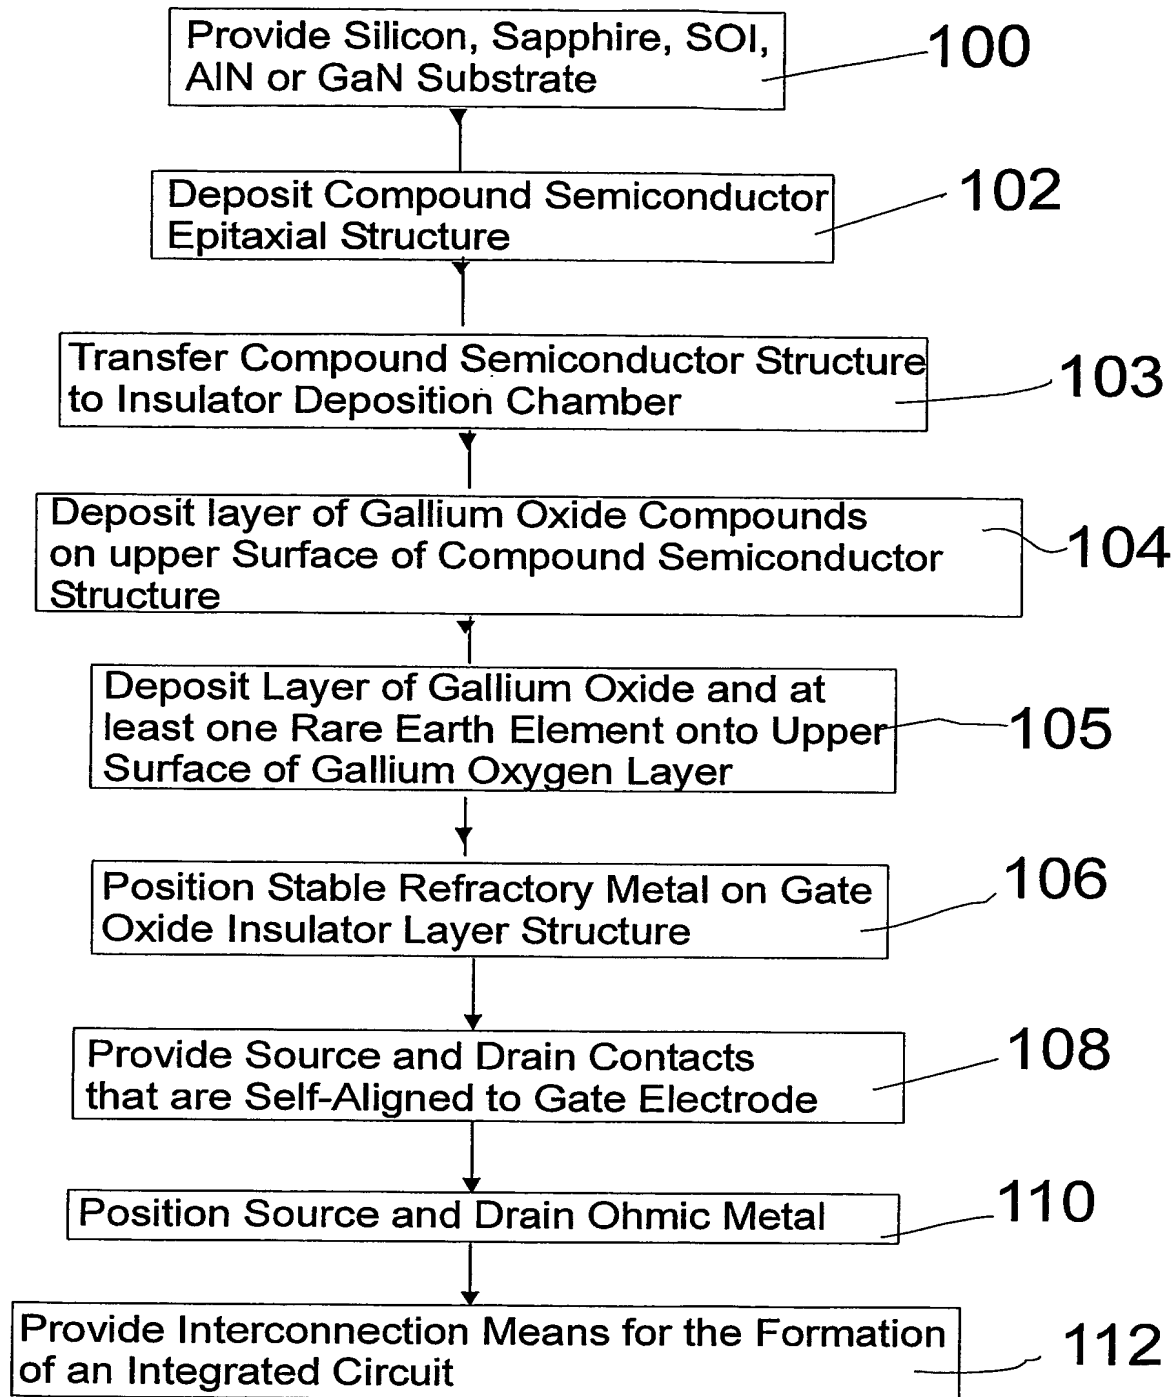 Provide Silicon, Sapphire, SOI,
AlN or GaN Substrate
100
Deposit Compound Semiconductor
Epitaxial Structure
102
Transfer Compound Semiconductor Structure
to Insulator Deposition Chamber
103
Deposit layer of Gallium Oxide Compounds
on upper Surface of Compound Semiconductor
Structure
104
Deposit Layer of Gallium Oxide and at
least one Rare Earth Element onto Upper
Surface of Gallium Oxygen Layer
105
Position Stable Refractory Metal on Gate
Oxide Insulator Layer Structure
106
Provide Source and Drain Contacts
that are Self-Aligned to Gate Electrode
108
Position Source and Drain Ohmic Metal
110
Provide Interconnection Means for the Formation
of an Integrated Circuit
112